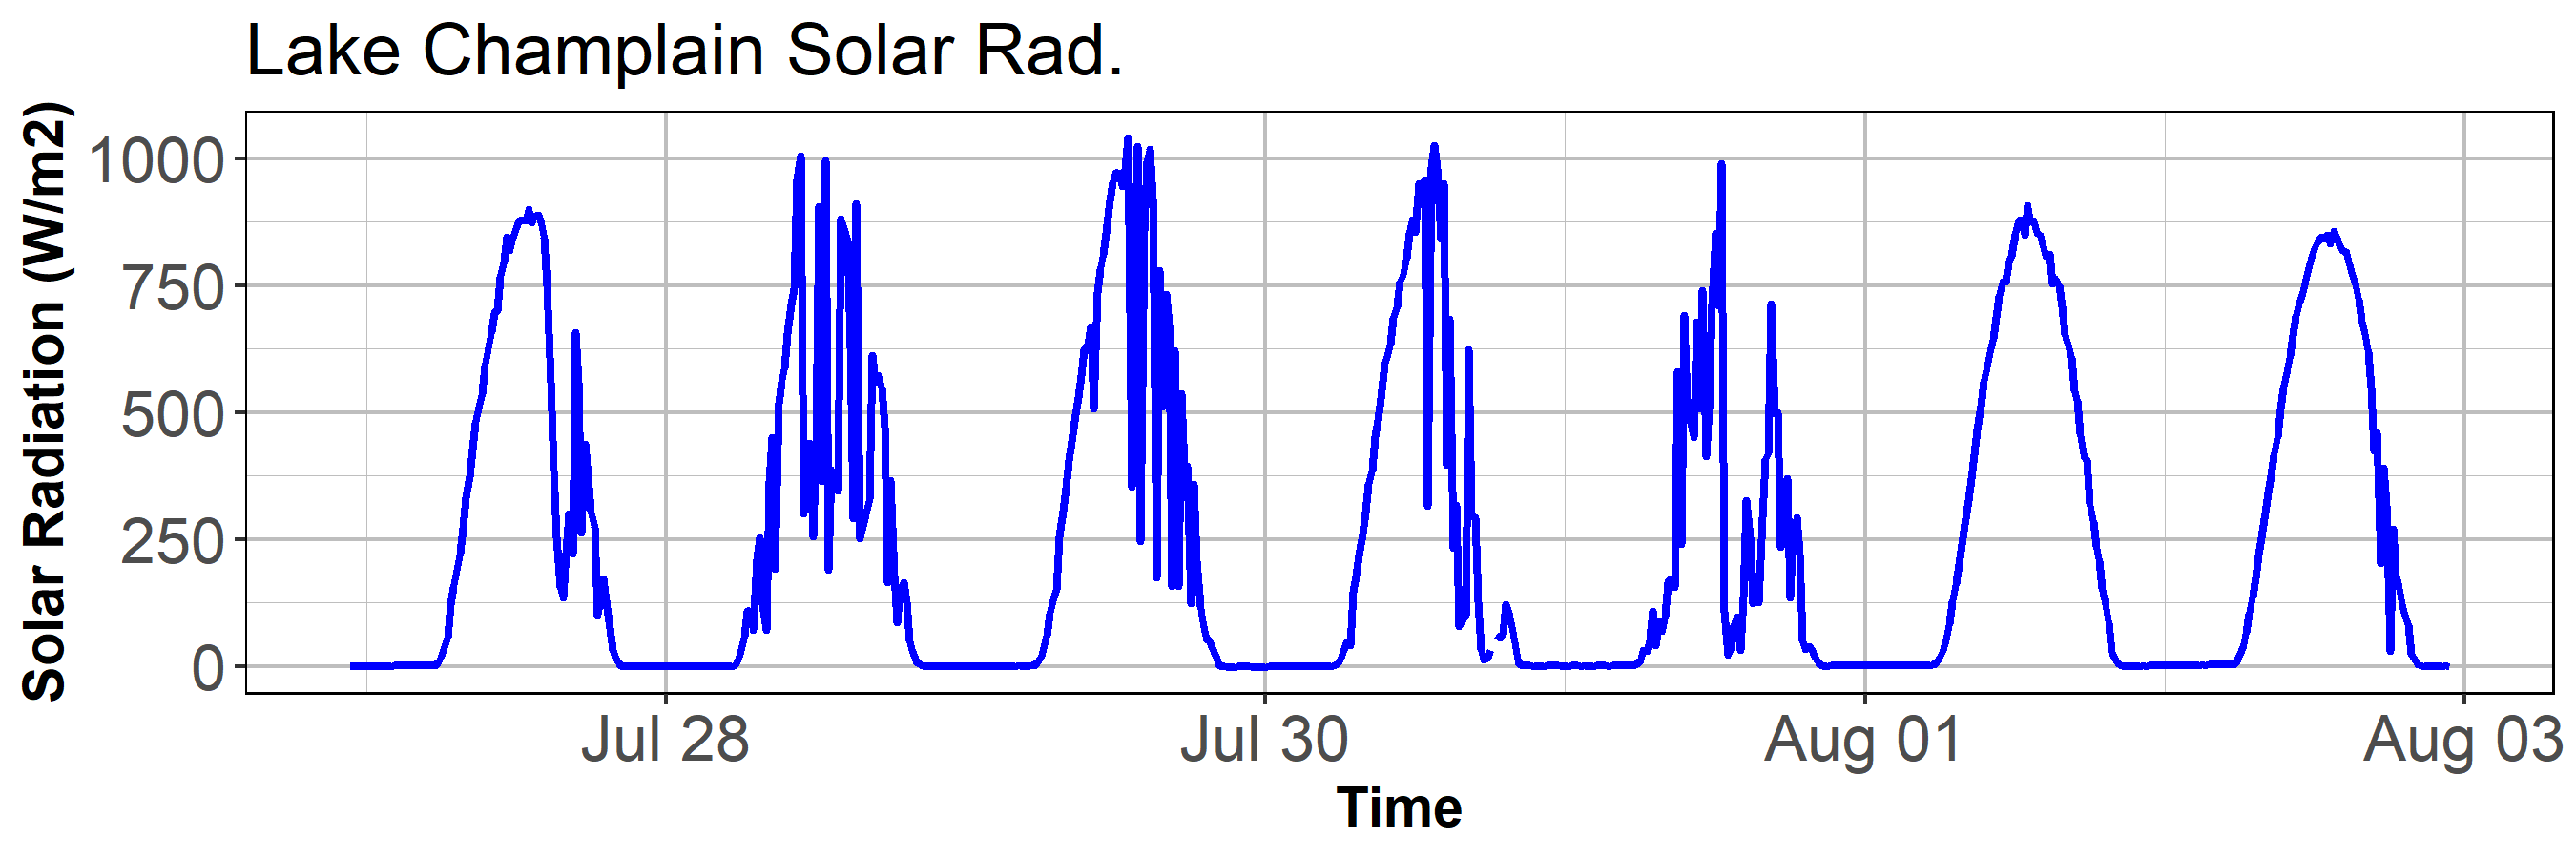 Lake Champlain Solar Rad.
Solar Radiation (W/m2)
1000
750
500
250
0
Jul 28 Jul 30 Aug 01 Aug 03
Time